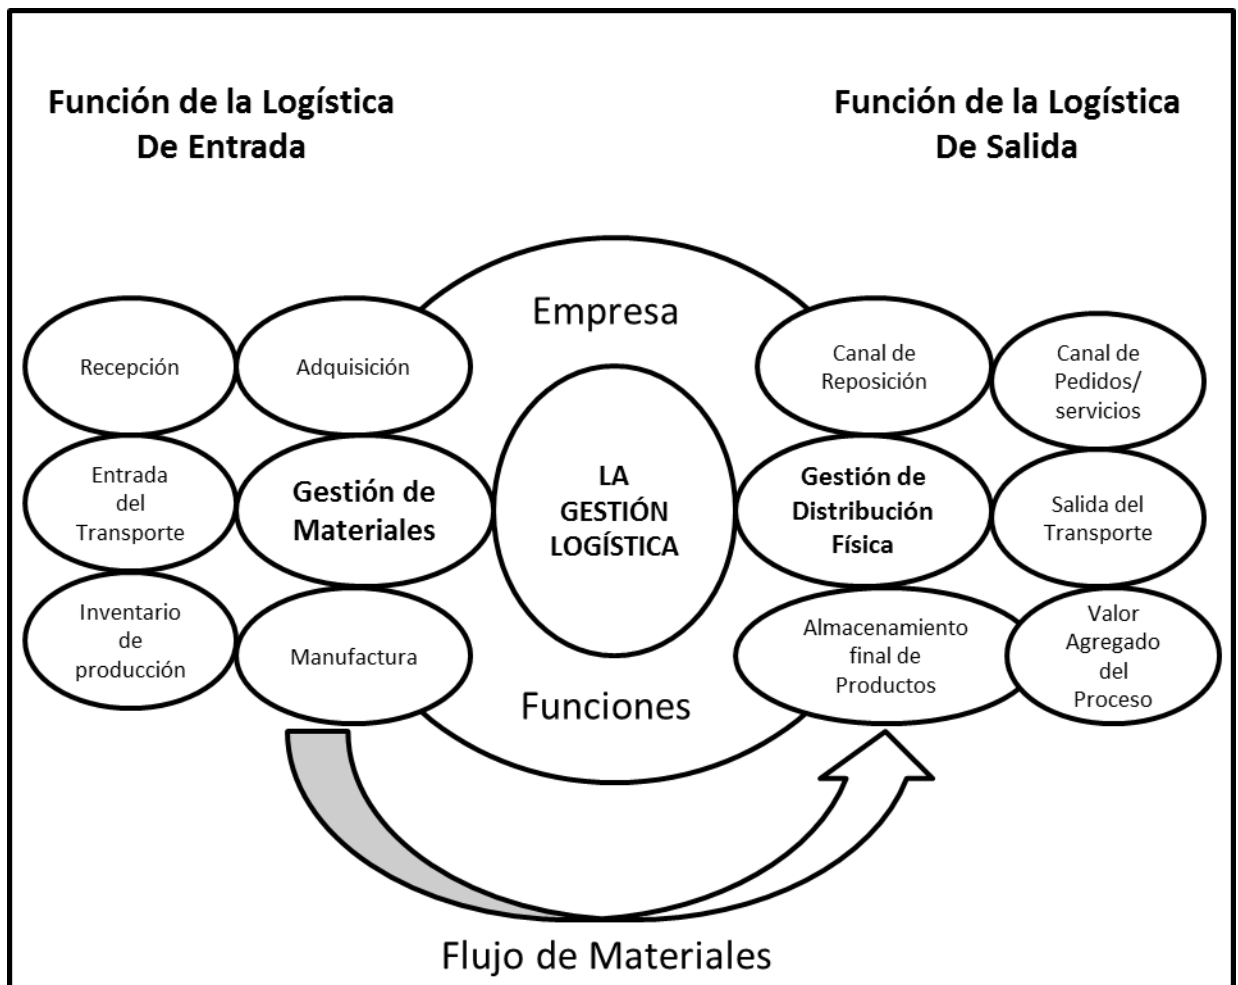 Función de la Logística
De Entrada
Función de la Logística
De Salida
Empresa
Recepción
Adquisición
Canal de
Reposición
Canal de
Pedidos/
servicios
Entrada
del
Transporte
Gestión de
Materiales
LA
GESTIÓN
LOGÍSTICA
Gestión de
Distribución
Física
Salida del
Transporte
Inventario
de
producción
Manufactura
Almacenamiento
final de
Productos
Valor
Agregado
del
Proceso
Funciones
Flujo de Materiales